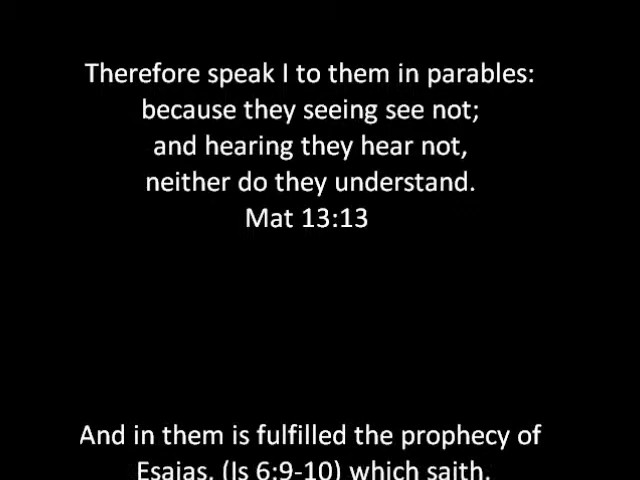 Therefore speak I to them in parables:
because they seeing see not;
and hearing they hear not,
neither do they understand.
Mat 13:13
And in them is fulfilled the prophecy of
Esaias, (Is 6:9-10) which saith,